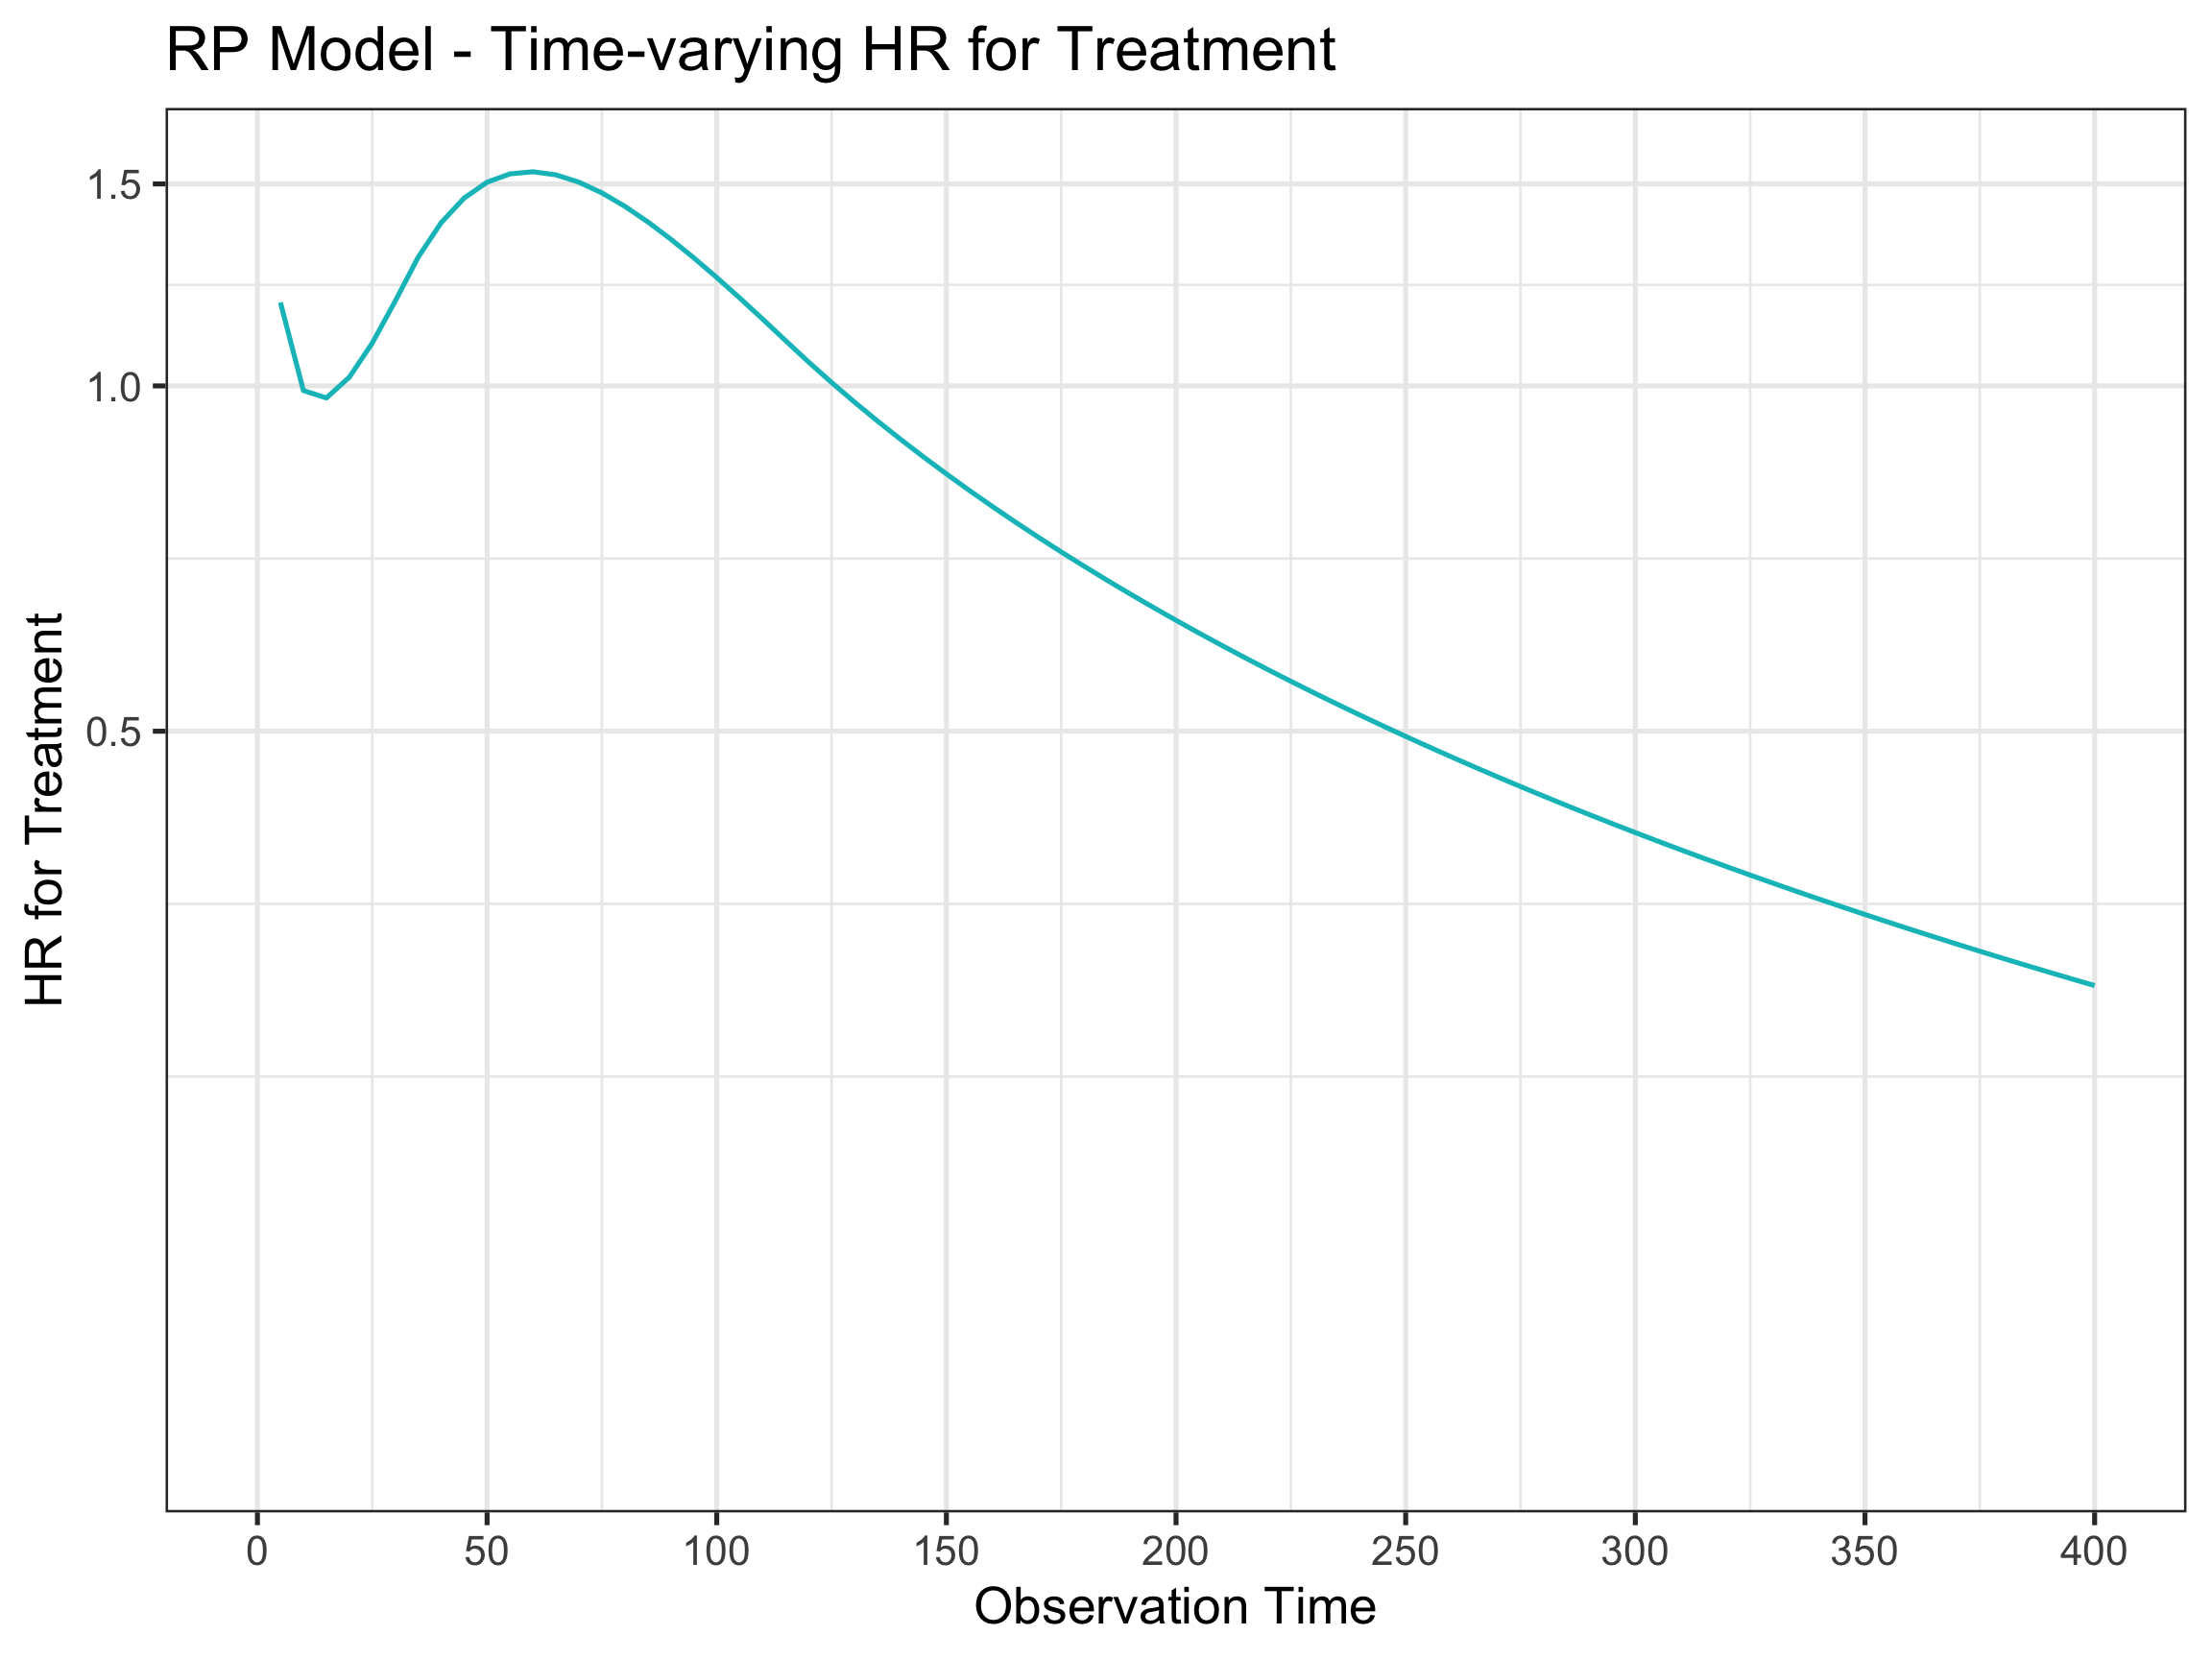 RP Model - Time-varying HR for Treatment
HR for Treatment
1.5
1.0
0.5
0 50 100 150 200 250 300 350 400
Observation Time